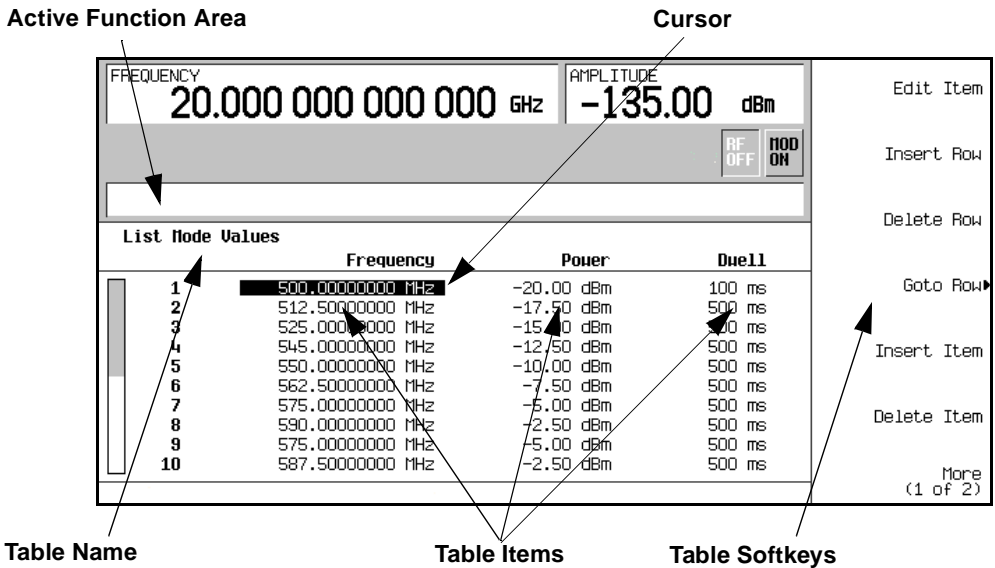 Active Function Area
Cursor
FREQUENCY
20.000 000 000 000 GHz
AMPLITUDE
-135.00 dBm
RF OFF
MOD ON
List Mode Values
Frequency Power Dwell
1 500.00000000 MHz -20.00 dBm 100 ms
2 512.50000000 MHz -17.50 dBm 500 ms
3 525.00000000 MHz -15.00 dBm 500 ms
4 545.00000000 MHz -12.50 dBm 500 ms
5 550.00000000 MHz -10.00 dBm 500 ms
6 562.50000000 MHz -7.50 dBm 500 ms
7 575.00000000 MHz -5.00 dBm 500 ms
8 590.00000000 MHz -2.50 dBm 500 ms
9 575.00000000 MHz -5.00 dBm 500 ms
10 587.50000000 MHz -2.50 dBm 500 ms
Edit Item
Insert Row
Delete Row
Goto Row
Insert Item
Delete Item
More
(1 of 2)
Table Name
Table Items
Table Softkeys